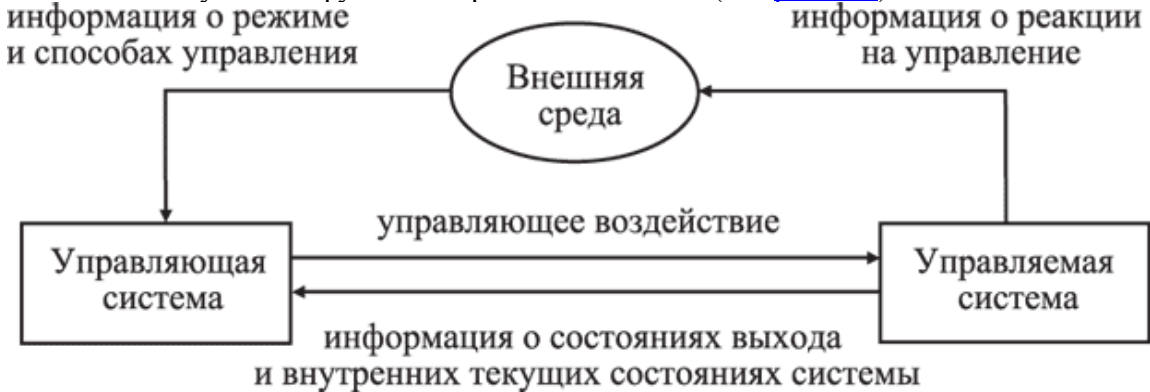 информация о режиме
и способах управления
информация о реакции
на управление
Внешняя
среда
управляющее воздействие
Управляющая
система
Управляемая
система
информация о состояниях выхода
и внутренних текущих состояниях системы